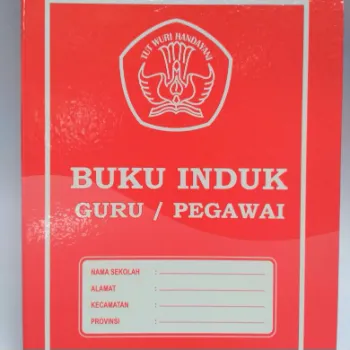 TUT WURI HANDAYANI
BUKU INDUK
GURU / PEGAWAI
NAMA SEKOLAH :
ALAMAT :
KECAMATAN :
PROVINSI :